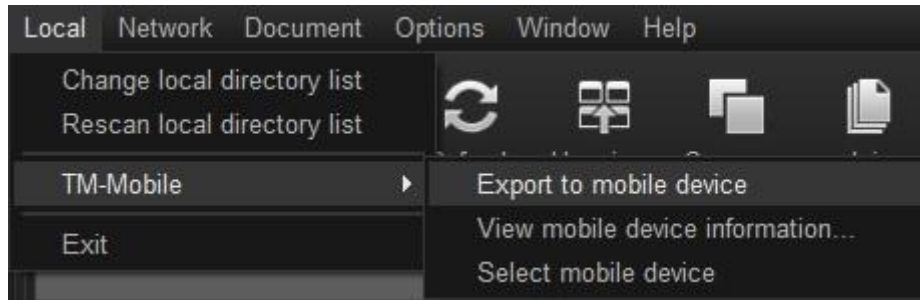 Local Network Document Options Window Help
Change local directory list
Rescan local directory list
TM-Mobile
Export to mobile device
View mobile device information...
Select mobile device
Exit